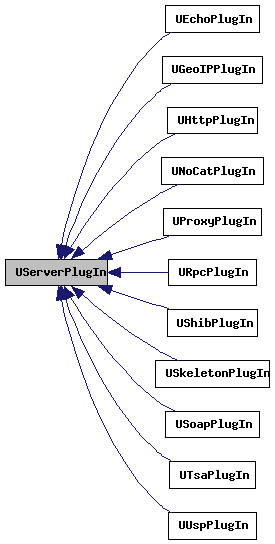 UEchoPlugIn
UGeoIPPlugIn
UHttpPlugIn
UNoCatPlugIn
UProxyPlugIn
UServerPlugIn
URpcPlugIn
UShibPlugIn
USkeletonPlugIn
USoapPlugIn
UTsaPlugIn
UUspPlugIn